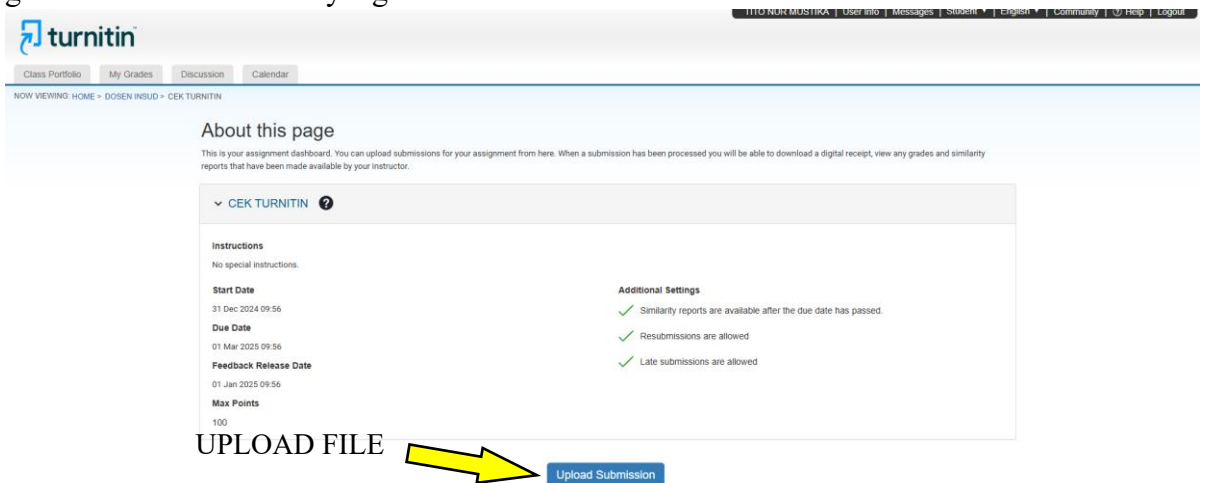 TITO NUR MUSTIKA | User Info | Messages | Student ▼ | English ▼ | Community | ? Help | Logout
turnitin
Class Portfolio My Grades Discussion Calendar
NOW VIEWING: HOME > DOSEN INSUD > CEK TURNITIN
About this page
This is your assignment dashboard. You can upload submissions for your assignment from here. When a submission has been processed you will be able to download a digital receipt, view any grades and similarity
reports that have been made available by your instructor.
CEK TURNITIN ?
Instructions
No special instructions.
Start Date
31 Dec 2024 09:56
Due Date
01 Mar 2025 09:56
Feedback Release Date
01 Jan 2025 09:56
Max Points
100
Additional Settings
Similarity reports are available after the due date has passed.
Resubmissions are allowed
Late submissions are allowed
UPLOAD FILE
Upload Submission